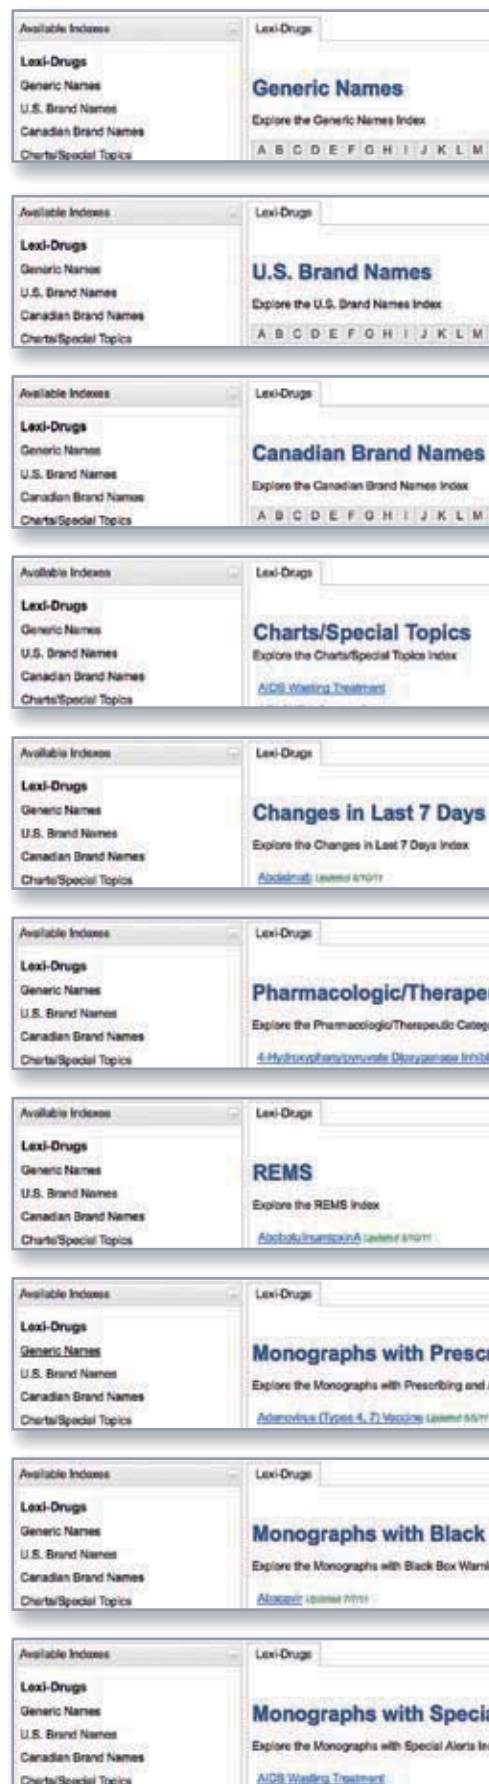 Available Indexes
Lexi-Drugs
Generic Names
U.S. Brand Names
Canadian Brand Names
Charts/Special Topics
Lexi-Drugs
Generic Names
Explore the Generic Names Index
A B C D E F G H I J K L M
Available Indexes
Lexi-Drugs
Generic Names
U.S. Brand Names
Canadian Brand Names
Charts/Special Topics
Lexi-Drugs
U.S. Brand Names
Explore the U.S. Brand Names Index
A B C D E F G H I J K L M
Available Indexes
Lexi-Drugs
Generic Names
U.S. Brand Names
Canadian Brand Names
Charts/Special Topics
Lexi-Drugs
Canadian Brand Names
Explore the Canadian Brand Names Index
A B C D E F G H I J K L M
Available Indexes
Lexi-Drugs
Generic Names
U.S. Brand Names
Canadian Brand Names
Charts/Special Topics
Lexi-Drugs
Charts/Special Topics
Explore the Charts/Special Topics Index
AIDS Wasting Treatment
Available Indexes
Lexi-Drugs
Generic Names
U.S. Brand Names
Canadian Brand Names
Charts/Special Topics
Lexi-Drugs
Changes in Last 7 Days
Explore the Changes in Last 7 Days Index
Abciximab Updated
Available Indexes
Lexi-Drugs
Generic Names
U.S. Brand Names
Canadian Brand Names
Charts/Special Topics
Lexi-Drugs
Pharmacologic/Therape
Explore the Pharmacologic/Therapeutic Categ
4-Hydroxyphenylpyruvate Dioxygenase Inhibi
Available Indexes
Lexi-Drugs
Generic Names
U.S. Brand Names
Canadian Brand Names
Charts/Special Topics
Lexi-Drugs
REMS
Explore the REMS Index
AbobotulinumtoxinA Updated
Available Indexes
Lexi-Drugs
Generic Names
U.S. Brand Names
Canadian Brand Names
Charts/Special Topics
Lexi-Drugs
Monographs with Prescr
Explore the Monographs with Prescribing and
Adenovirus (Types 4, 7) Vaccine Updated
Available Indexes
Lexi-Drugs
Generic Names
U.S. Brand Names
Canadian Brand Names
Charts/Special Topics
Lexi-Drugs
Monographs with Black
Explore the Monographs with Black Box Warni
Abacavir Updated
Available Indexes
Lexi-Drugs
Generic Names
U.S. Brand Names
Canadian Brand Names
Charts/Special Topics
Lexi-Drugs
Monographs with Specia
Explore the Monographs with Special Alerts Ind
AIDS Wasting Treatment